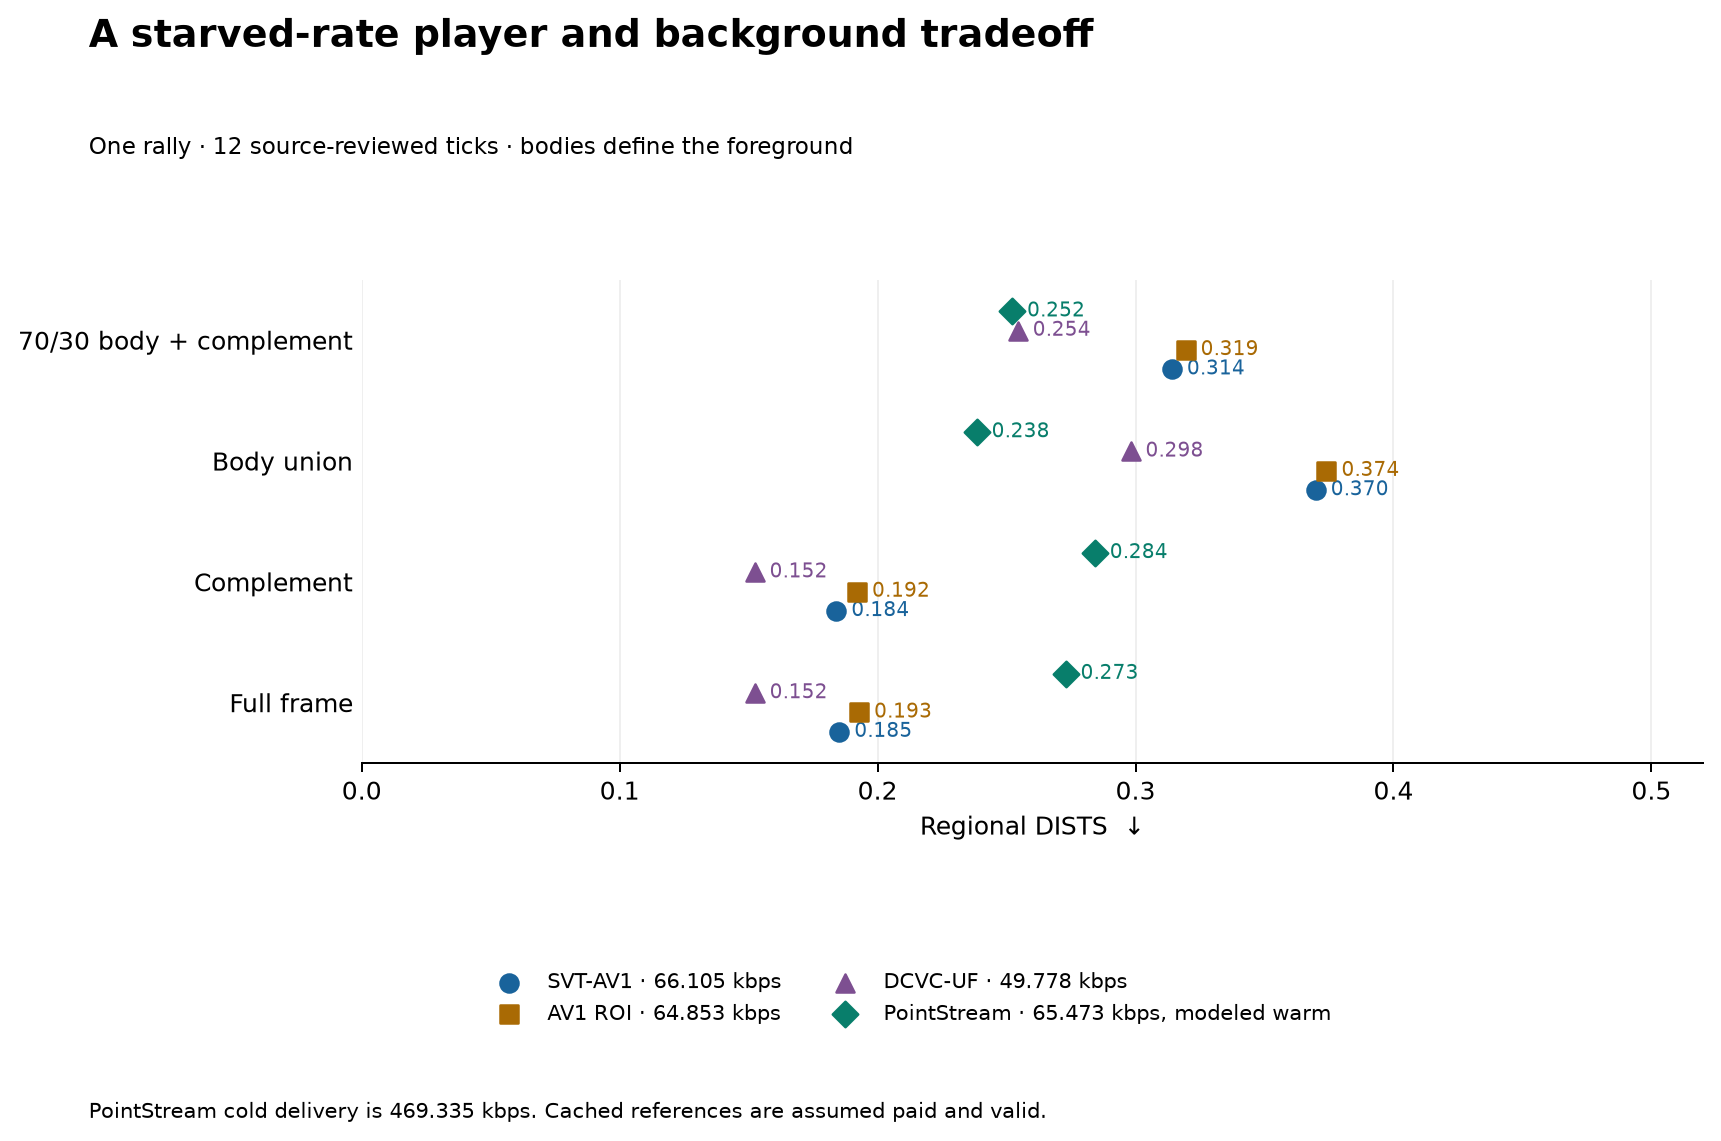 A starved-rate player and background tradeoff
One rally · 12 source-reviewed ticks · bodies define the foreground
70/30 body + complement
0.252
0.254
0.319
0.314
Body union
0.238
0.298
0.374
0.370
Complement
0.284
0.152
0.192
0.184
Full frame
0.273
0.152
0.193
0.185
0.0 0.1 0.2 0.3 0.4 0.5
Regional DISTS ↓
SVT-AV1 · 66.105 kbps
AV1 ROI · 64.853 kbps
DCVC-UF · 49.778 kbps
PointStream · 65.473 kbps, modeled warm
PointStream cold delivery is 469.335 kbps. Cached references are assumed paid and valid.